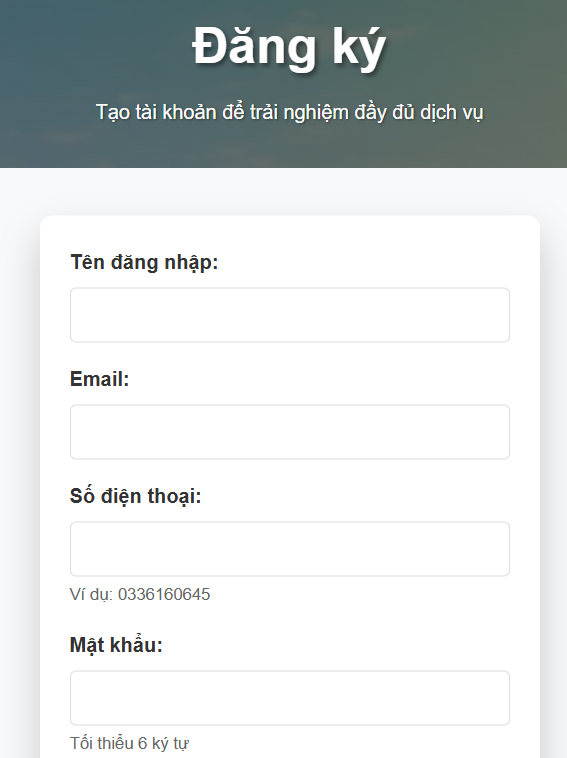 Đăng ký
Tạo tài khoản để trải nghiệm đầy đủ dịch vụ
Tên đăng nhập:
Email:
Số điện thoại:
Ví dụ: 0336160645
Mật khẩu:
Tối thiểu 6 ký tự